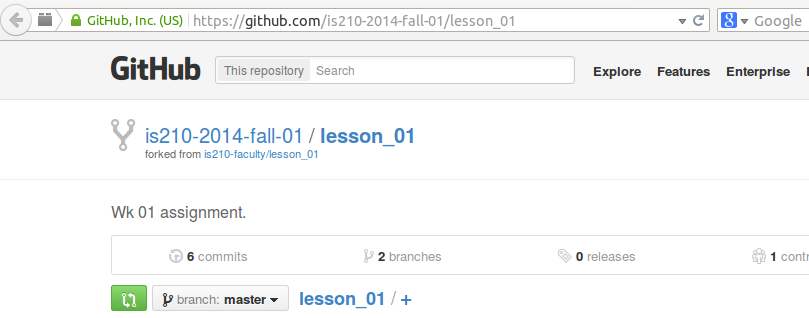 GitHub, Inc. (US) https://github.com/is210-2014-fall-01/lesson_01 Google
GitHub This repository Search Explore Features Enterprise
is210-2014-fall-01 / lesson_01
forked from is210-faculty/lesson_01
Wk 01 assignment.
6 commits 2 branches 0 releases 1 contr
branch: master lesson_01 / +